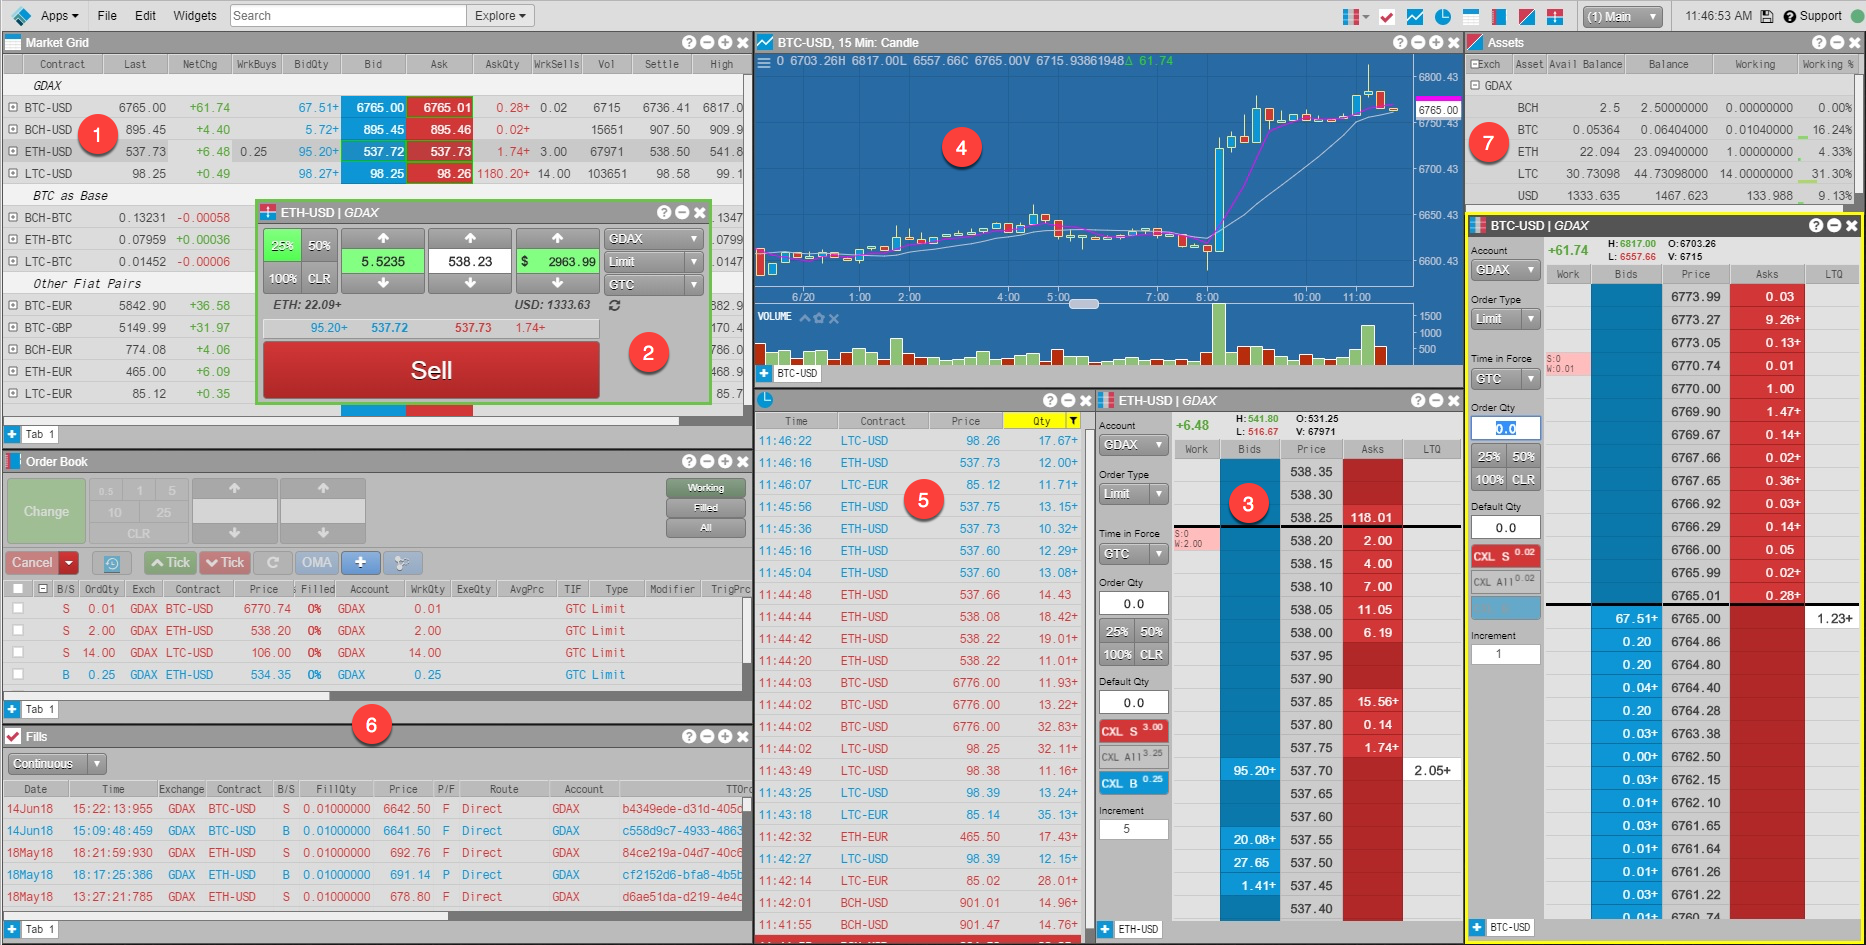 Apps File Edit Widgets Search Explore (1) Main 11:46:53 AM Support
Market Grid
Contract Last NetChg WrkBuys BidQty Bid Ask AskQty WrkSells Vol Settle High
GDAX
BTC-USD 6765.00 +61.74 67.51+ 6765.00 6765.01 0.28+ 0.02 6715 6736.41 6817.0
BCH-USD 895.45 +4.40 5.72+ 895.45 895.46 0.02+ 15651 907.50 909.9
ETH-USD 537.73 +6.48 0.25 95.20+ 537.72 537.73 1.74+ 3.00 67971 538.50 541.8
LTC-USD 98.25 +0.49 98.27+ 98.25 98.26 1180.20+ 14.00 103651 98.58 99.1
BTC as Base
BCH-BTC 0.13231 -0.00058 .1347
ETH-BTC 0.07959 +0.00036 .0799
LTC-BTC 0.01452 -0.00006 .0147
Other Fiat Pairs
BTC-EUR 5842.90 +36.58 882.9
BTC-GBP 5149.99 +31.97 170.4
BCH-EUR 774.08 +4.06 786.0
ETH-EUR 465.00 +6.09 468.9
LTC-EUR 85.12 +0.35 85.7
Tab 1
1
ETH-USD | GDAX
25% 50%
100% CLR
5.5235 538.23 $ 2963.99
GDAX
Limit
GTC
ETH: 22.09+ USD: 1333.63
95.20+ 537.72 537.73 1.74+
Sell
2
Order Book
Change
0.5 1 5
10 25
CLR
Working
Filled
All
Cancel Tick Tick C OMA
B/S OrdQty Exch Contract Price % Filled Account WrkQty ExeQty AvgPrc TIF Type Modifier TrigPrc
S 0.01 GDAX BTC-USD 6770.74 0% GDAX 0.01 GTC Limit
S 2.00 GDAX ETH-USD 538.20 0% GDAX 2.00 GTC Limit
S 14.00 GDAX LTC-USD 106.00 0% GDAX 14.00 GTC Limit
B 0.25 GDAX ETH-USD 534.35 0% GDAX 0.25 GTC Limit
Tab 1
6
Fills
Continuous
Date Time Exchange Contract B/S FillQty Price P/F Route Account TTOrd
14Jun18 15:22:13:955 GDAX BTC-USD S 0.01000000 6642.50 F Direct GDAX b4349ede-d31d-405d
14Jun18 15:09:48:459 GDAX BTC-USD B 0.01000000 6641.50 F Direct GDAX c558d9c7-4933-4863
18May18 18:21:59:930 GDAX ETH-USD S 0.01000000 692.76 F Direct GDAX 84ce219a-04d7-40c6
18May18 18:17:25:386 GDAX ETH-USD B 0.01000000 691.14 P Direct GDAX cf2152d6-bfa8-4b5b
18May18 13:27:21:785 GDAX ETH-USD S 0.01000000 678.80 F Direct GDAX d6ae51da-d219-4e4c
Tab 1
BTC-USD, 15 Min: Candle
O 6703.26H 6817.00L 6557.66C 6765.00V 6715.93861948Δ 61.74
6800.43
6765.00
6750.43
6700.43
6650.43
6600.43
4
6/20 1:00 2:00 4:00 5:00 7:00 8:00 10:00 11:00
VOLUME
1500
1000
500
BTC-USD
Time Contract Price Qty
11:46:22 LTC-USD 98.26 17.67+
11:46:16 ETH-USD 537.73 12.00+
11:46:07 LTC-EUR 85.12 11.71+
11:45:56 ETH-USD 537.75 13.15+
11:45:36 ETH-USD 537.73 10.32+
11:45:16 ETH-USD 537.60 12.29+
11:45:04 ETH-USD 537.60 13.08+
11:44:48 ETH-USD 537.66 14.43
11:44:44 ETH-USD 538.08 18.42+
11:44:42 ETH-USD 538.22 19.01+
11:44:20 ETH-USD 538.22 11.01+
11:44:03 BTC-USD 6776.00 11.93+
11:44:02 BTC-USD 6776.00 13.22+
11:44:02 BTC-USD 6776.00 32.83+
11:44:02 LTC-USD 98.25 32.11+
11:43:49 LTC-USD 98.38 11.16+
11:43:25 LTC-USD 98.39 13.24+
11:43:18 LTC-EUR 85.14 35.13+
11:42:32 ETH-EUR 465.50 17.43+
11:42:27 LTC-USD 98.39 12.15+
11:42:14 LTC-EUR 85.02 28.01+
11:42:01 BCH-USD 901.01 14.96+
11:41:55 BCH-USD 901.47 14.76+
5
ETH-USD | GDAX
Account
GDAX
Order Type
Limit
Time in Force
GTC
Order Qty
0.0
25% 50%
100% CLR
Default Qty
0.0
CXL S 3.00
CXL All 3.25
CXL B 0.25
Increment
5
+6.48 H: 541.80 O: 531.25
L: 516.67 V: 67971
Work Bids Price Asks LTQ
538.35
538.30
538.25 118.01
S:0
W:2.00
538.20 2.00
538.15 4.00
538.10 7.00
538.05 11.05
538.00 6.19
537.95
537.90
537.85 15.56+
537.80 0.14
537.75 1.74+
95.20+ 537.70 2.05+
537.65
537.60
20.08+ 537.55
27.65 537.50
1.41+ 537.45
537.40
ETH-USD
3
Assets
Exch Asset Avail Balance Balance Working Working %
GDAX
BCH 2.5 2.50000000 0.00000000 0.00%
BTC 0.05364 0.06404000 0.01040000 16.24%
ETH 22.094 23.09400000 1.00000000 4.33%
LTC 30.73098 44.73098000 14.00000000 31.30%
USD 1333.635 1467.623 133.988 9.13%
7
BTC-USD | GDAX
Account
GDAX
Order Type
Limit
Time in Force
GTC
Order Qty
0.0
25% 50%
100% CLR
Default Qty
0.0
CXL S 0.02
CXL All 0.02
Increment
1
+61.74 H: 6817.00 O: 6703.26
L: 6557.66 V: 6715
Work Bids Price Asks LTQ
6773.99 0.03
6773.27 9.26+
6773.05 0.13+
S:0
W:0.01
6770.74 0.01
6770.00 1.00
6769.90 1.47+
6769.67 0.14+
6767.66 0.02+
6767.65 0.36+
6766.92 0.03+
6766.29 0.14+
6766.00 0.05
6765.99 0.02+
6765.01 0.28+
67.51+ 6765.00 1.23+
0.20 6764.86
0.20 6764.80
0.04+ 6764.40
0.20 6764.28
0.03+ 6763.38
0.00+ 6762.50
0.03+ 6762.15
0.01+ 6762.10
0.03+ 6761.65
0.01+ 6761.64
0.01+ 6761.26
0.03+ 6761.22
0.01+ 6760.74
BTC-USD